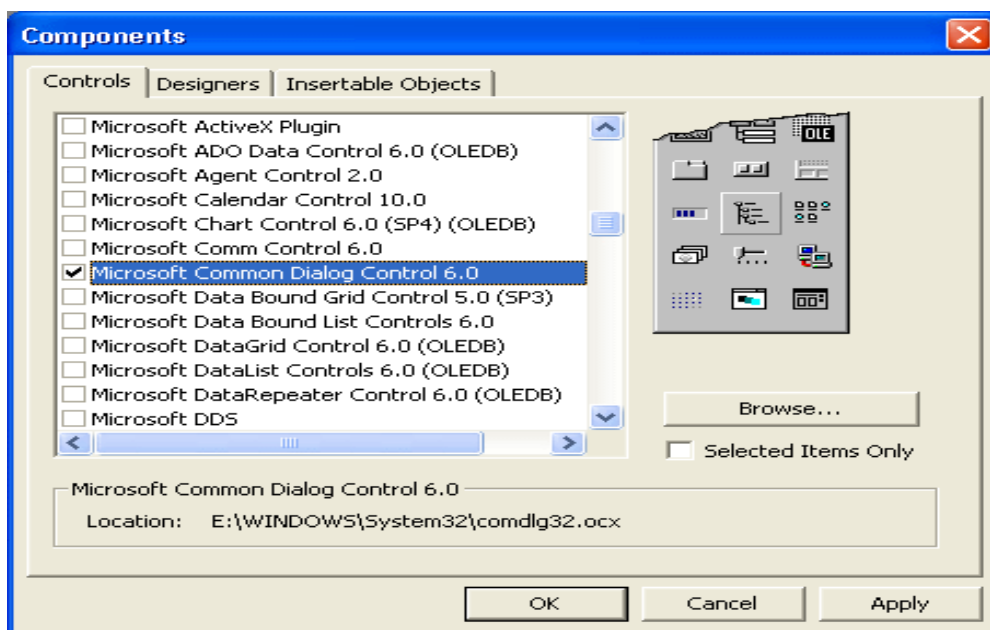 Components
Controls Designers Insertable Objects
Microsoft ActiveX Plugin
Microsoft ADO Data Control 6.0 (OLEDB)
Microsoft Agent Control 2.0
Microsoft Calendar Control 10.0
Microsoft Chart Control 6.0 (SP4) (OLEDB)
Microsoft Comm Control 6.0
Microsoft Common Dialog Control 6.0
Microsoft Data Bound Grid Control 5.0 (SP3)
Microsoft Data Bound List Controls 6.0
Microsoft DataGrid Control 6.0 (OLEDB)
Microsoft DataList Controls 6.0 (OLEDB)
Microsoft DataRepeater Control 6.0 (OLEDB)
Microsoft DDS
OLE
Browse...
Selected Items Only
Microsoft Common Dialog Control 6.0
Location: E:\WINDOWS\System32\comdlg32.ocx
OK Cancel Apply